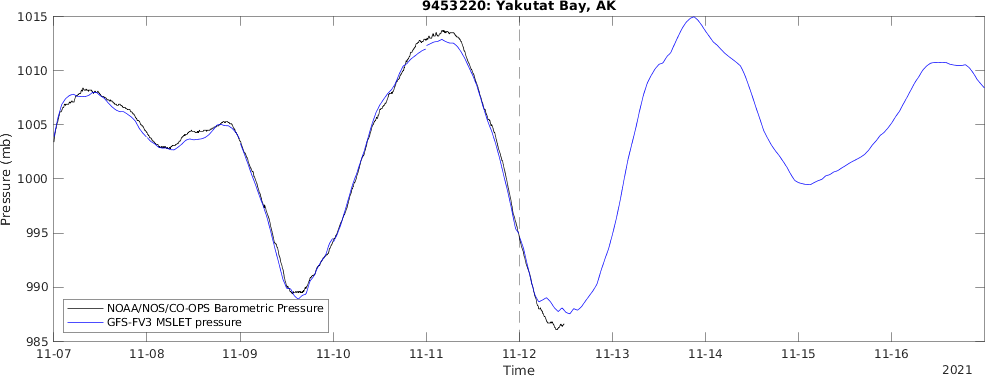 9453220: Yakutat Bay, AK
Pressure (mb)
1015
1010
1005
1000
995
990
985
NOAA/NOS/CO-OPS Barometric Pressure
GFS-FV3 MSLET pressure
11-07 11-08 11-09 11-10 11-11 11-12 11-13 11-14 11-15 11-16
Time
2021